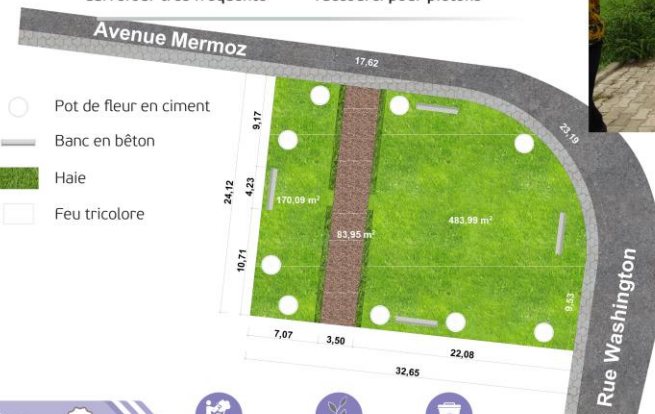 Avenue Mermoz
17,62
23,19
Pot de fleur en ciment
Banc en bêton
Haie
Feu tricolore
9,17
4,23
24,12
10,71
170,09 m²
83,95 m²
483,99 m²
9,53
Rue Washington
7,07
3,50
22,08
32,65